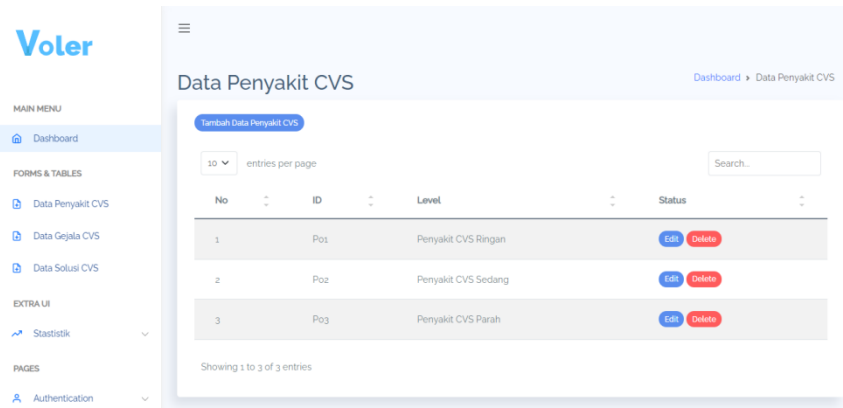 Voler
Data Penyakit CVS
Dashboard ▸ Data Penyakit CVS
MAIN MENU
Dashboard
FORMS & TABLES
Data Penyakit CVS
Data Gejala CVS
Data Solusi CVS
EXTRA UI
Stastistik
PAGES
Authentication
Tambah Data Penyakit CVS
10 entries per page
Search...
No ID Level Status
1 P01 Penyakit CVS Ringan Edit Delete
2 P02 Penyakit CVS Sedang Edit Delete
3 P03 Penyakit CVS Parah Edit Delete
Showing 1 to 3 of 3 entries